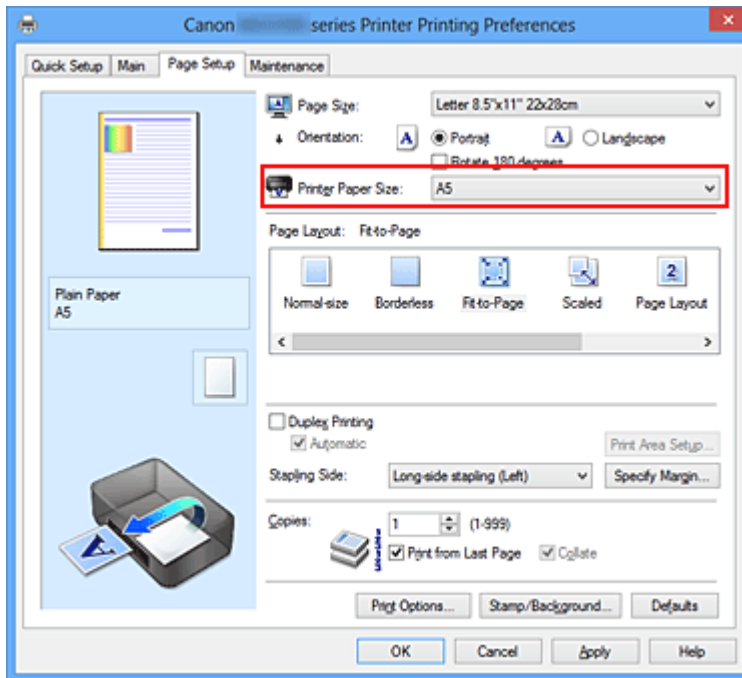 Canon series Printer Printing Preferences
Quick Setup Main Page Setup Maintenance
Page Size: Letter 8.5"x11" 22x28cm
Orientation: A Portrait A Landscape
Rotate 180 degrees
Printer Paper Size: A5
Page Layout: Fit-to-Page
Normal-size Borderless Fit-to-Page Scaled 2 Page Layout
Plain Paper
A5
Duplex Printing
Automatic
Print Area Setup...
Stapling Side: Long-side stapling (Left) Specify Margin...
Copies: 1 (1-999)
Print from Last Page Collate
A
Print Options... Stamp/Background... Defaults
OK Cancel Apply Help